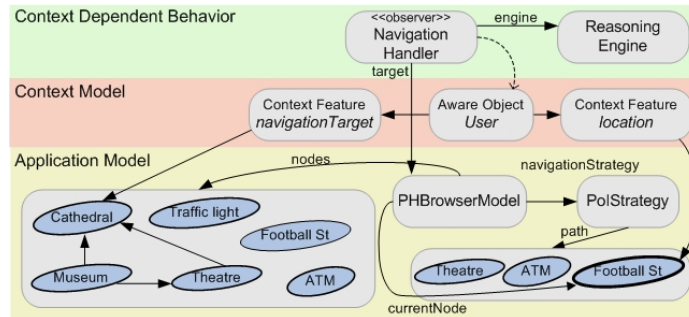 Context Dependent Behavior
<<observer>>
Navigation
Handler
engine
Reasoning
Engine
target
Context Model
Context Feature
navigationTarget
Aware Object
User
Context Feature
location
Application Model
nodes
navigationStrategy
PHBrowserModel
PoIStrategy
path
Cathedral
Traffic light
Football St
Museum
Theatre
ATM
Theatre
ATM
Football St
currentNode